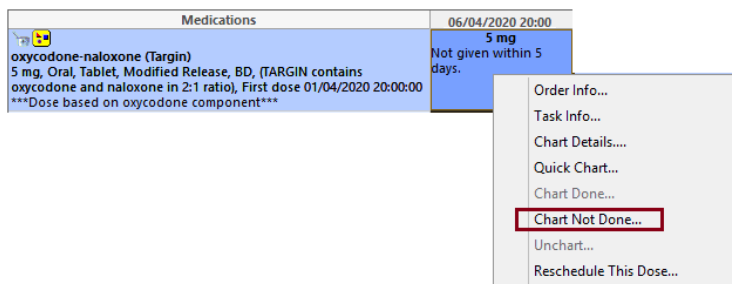 Medications
06/04/2020 20:00
oxycodone-naloxone (Targin)
5 mg, Oral, Tablet, Modified Release, BD, (TARGIN contains
oxycodone and naloxone in 2:1 ratio), First dose 01/04/2020 20:00:00
***Dose based on oxycodone component***
5 mg
Not given within 5
days.
Order Info...
Task Info...
Chart Details....
Quick Chart...
Chart Done...
Chart Not Done...
Unchart...
Reschedule This Dose...